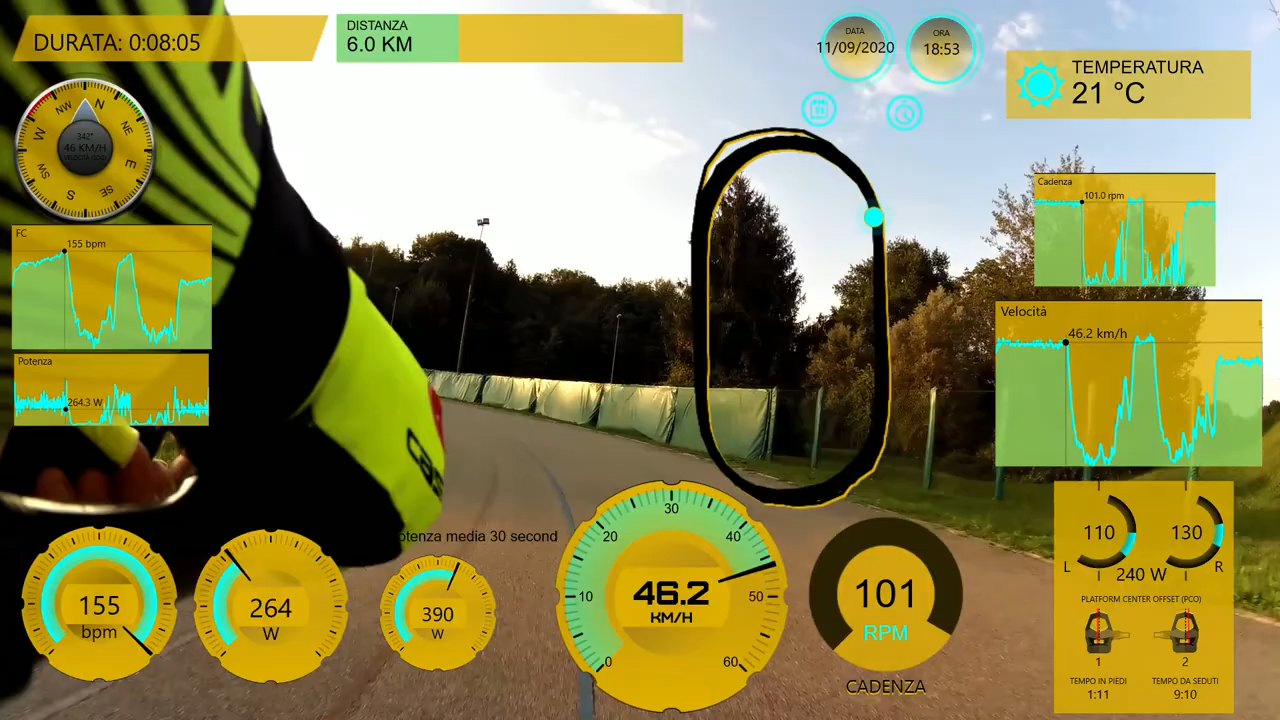 DURATA: 0:08:05
DISTANZA
6.0 KM
DATA
11/09/2020
ORA
18:53
TEMPERATURA
21 °C
N
NE
E
SE
S
SW
W
NW
342°
46 KM/H
FC
155 bpm
Potenza
264.3 W
Cadenza
101.0 rpm
Velocità
46.2 km/h
155
bpm
264
W
otenza media 30 second
390
W
0
10
20
30
40
50
60
46.2
KM/H
101
RPM
CADENZA
110
130
L
R
240 W
PLATFORM CENTER OFFSET (PCO)
1
2
TEMPO IN PIEDI
1:11
TEMPO DA SEDUTI
9:10